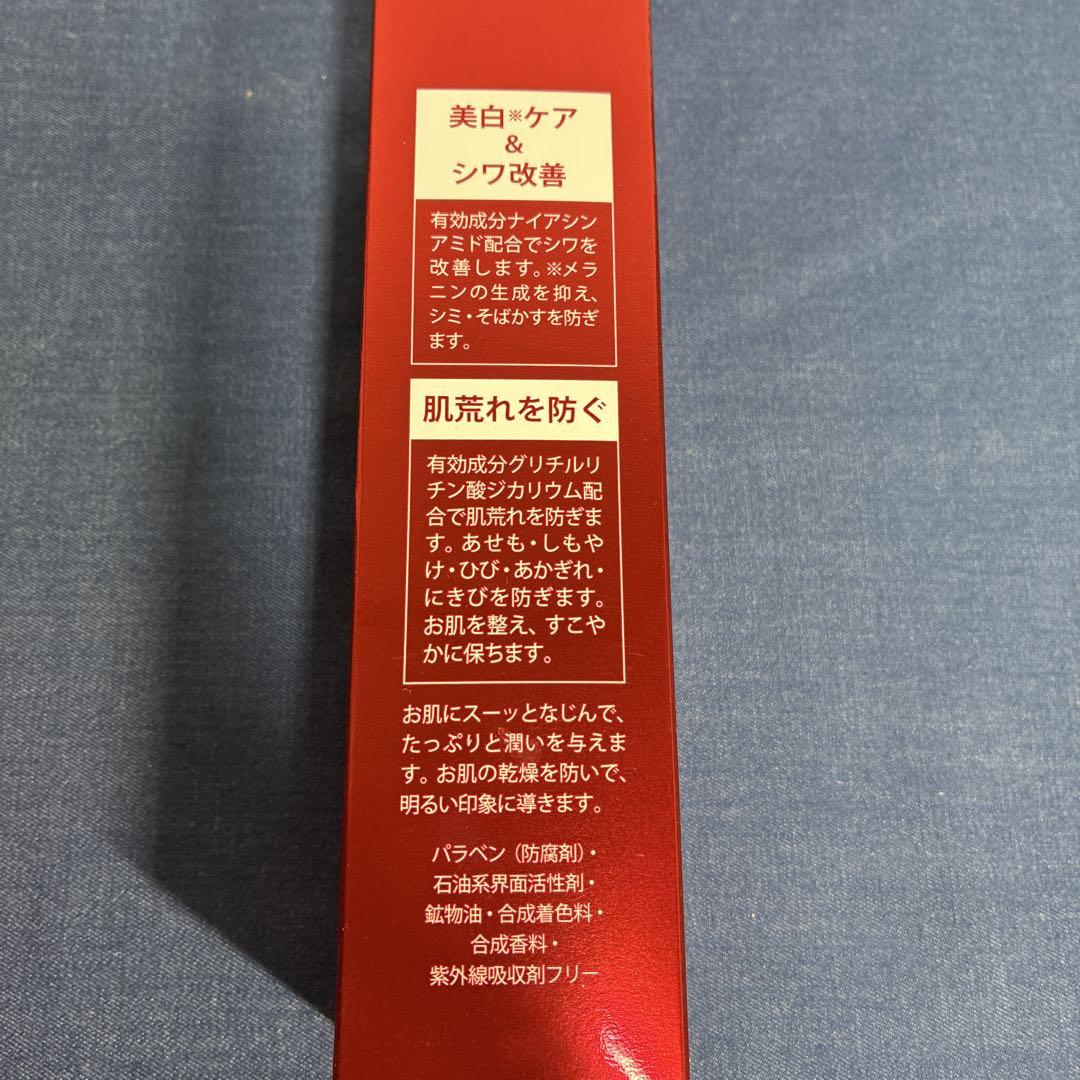 美白※ケア
&
シワ改善
有効成分ナイアシン
アミド配合でシワを
改善します。※メラ
ニンの生成を抑え、
シミ・そばかすを防ぎ
ます。
肌荒れを防ぐ
有効成分グリチルリ
チン酸ジカリウム配
合で肌荒れを防ぎま
す。あせも・しもや
け・ひび・あかぎれ・
にきびを防ぎます。
お肌を整え、すこや
かに保ちます。
お肌にスーッとなじんで、
たっぷりと潤いを与えま
す。お肌の乾燥を防いで、
明るい印象に導きます。
パラベン(防腐剤)・
石油系界面活性剤・
鉱物油・合成着色料・
合成香料・
紫外線吸収剤フリー